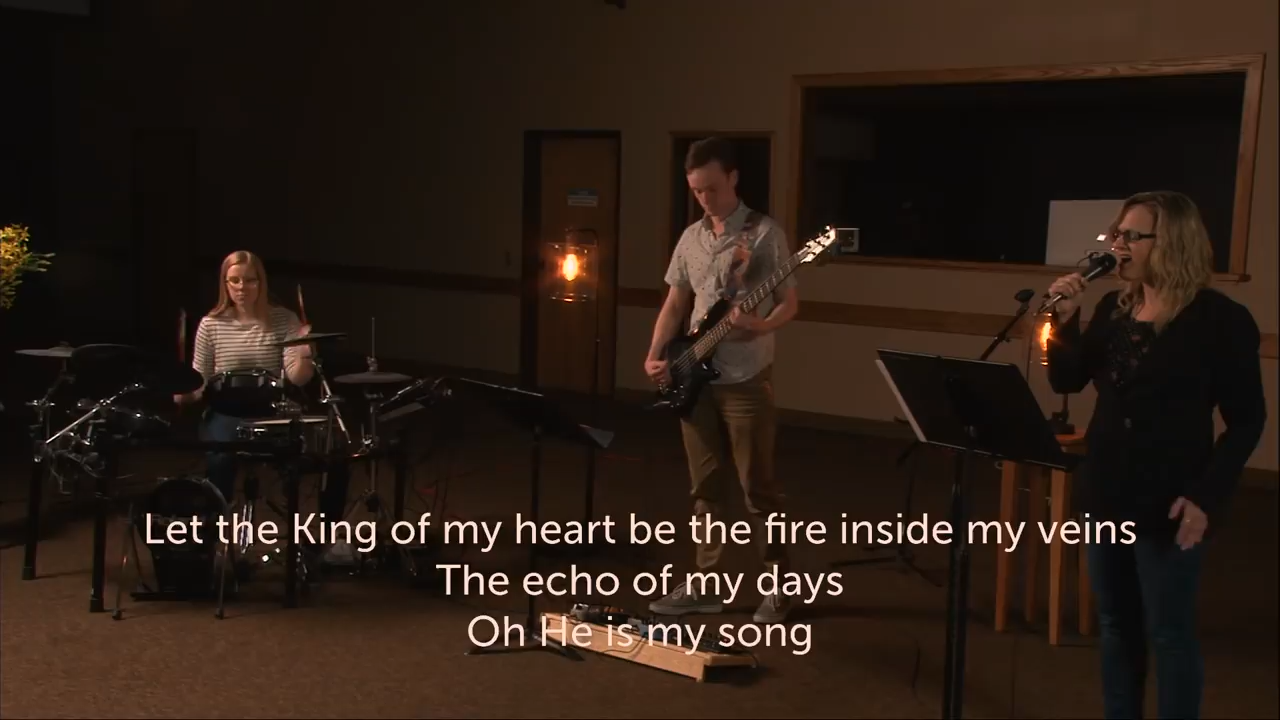 Let the King of my heart be the fire inside my veins
The echo of my days
Oh He is my song